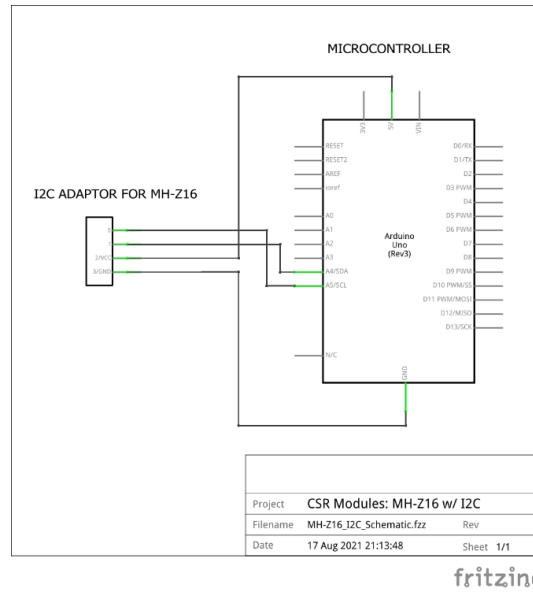 MICROCONTROLLER
3V3
5V
VIN
RESET
RESET2
AREF
ioref
A0
A1
A2
A3
A4/SDA
A5/SCL
N/C
Arduino
Uno
(Rev3)
D0/RX
D1/TX
D2
D3 PWM
D4
D5 PWM
D6 PWM
D7
D8
D9 PWM
D10 PWM/SS
D11 PWM/MOSI
D12/MISO
D13/SCK
GND
I2C ADAPTOR FOR MH-Z16
0
1
2/VCC
3/GND
Project CSR Modules: MH-Z16 w/ I2C
Filename MH-Z16_I2C_Schematic.fzz Rev
Date 17 Aug 2021 21:13:48 Sheet 1/1